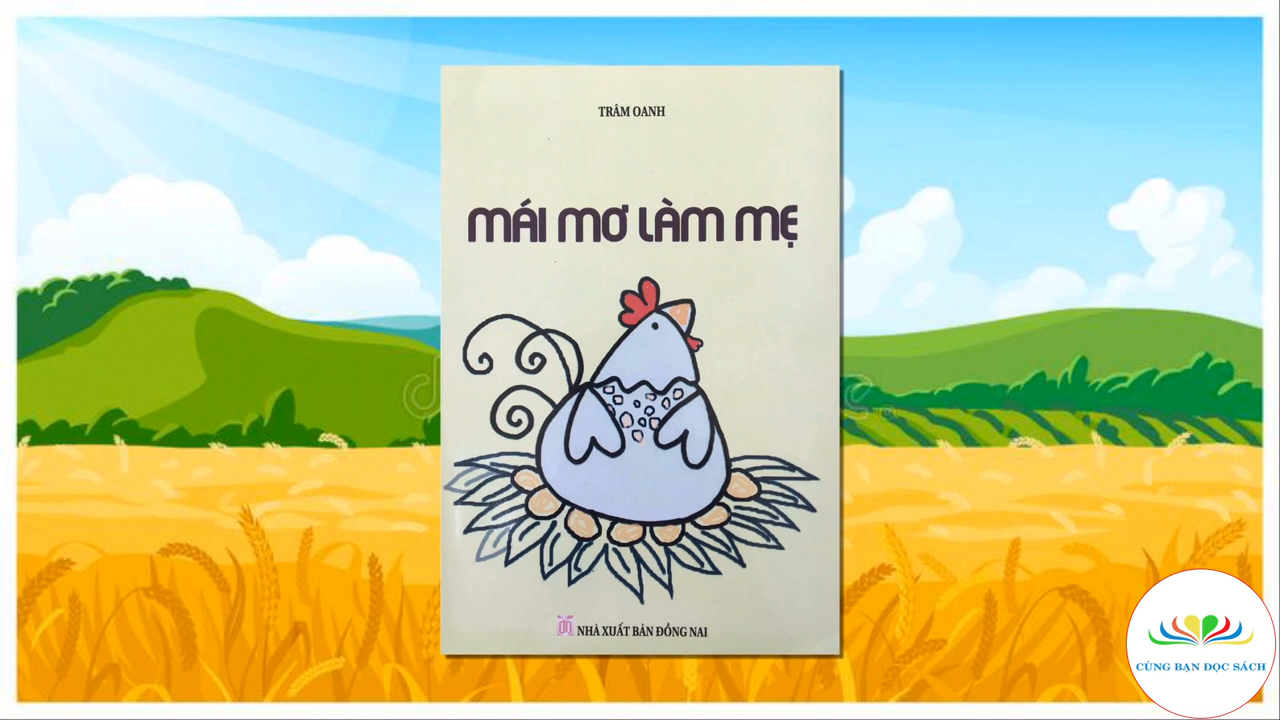 TRÂM OANH
MÁI MƠ LÀM MẸ
NHÀ XUẤT BẢN ĐỒNG NAI
CÙNG BẠN ĐỌC SÁCH